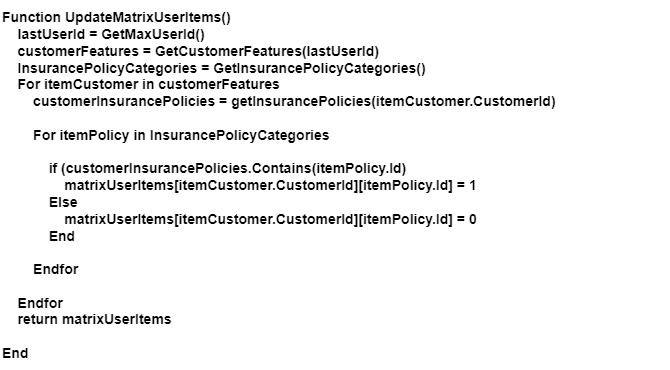 Function UpdateMatrixUserItems()
lastUserId = GetMaxUserId()
customerFeatures = GetCustomerFeatures(lastUserId)
InsurancePolicyCategories = GetInsurancePolicyCategories()
For itemCustomer in customerFeatures
customerInsurancePolicies = getInsurancePolicies(itemCustomer.CustomerId)
For itemPolicy in InsurancePolicyCategories
if (customerInsurancePolicies.Contains(itemPolicy.Id)
matrixUserItems[itemCustomer.CustomerId][itemPolicy.Id] = 1
Else
matrixUserItems[itemCustomer.CustomerId][itemPolicy.Id] = 0
End
Endfor
Endfor
return matrixUserItems
End